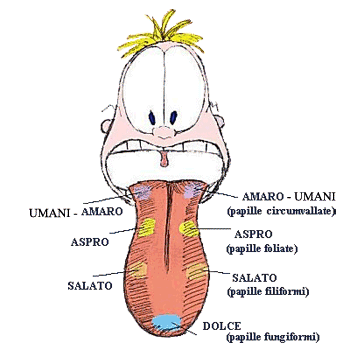 UMANI - AMARO
AMARO - UMANI
(papille circumvallate)
ASPRO
ASPRO
(papille foliate)
SALATO
SALATO
(papille filiformi)
DOLCE
(papille fungiformi)